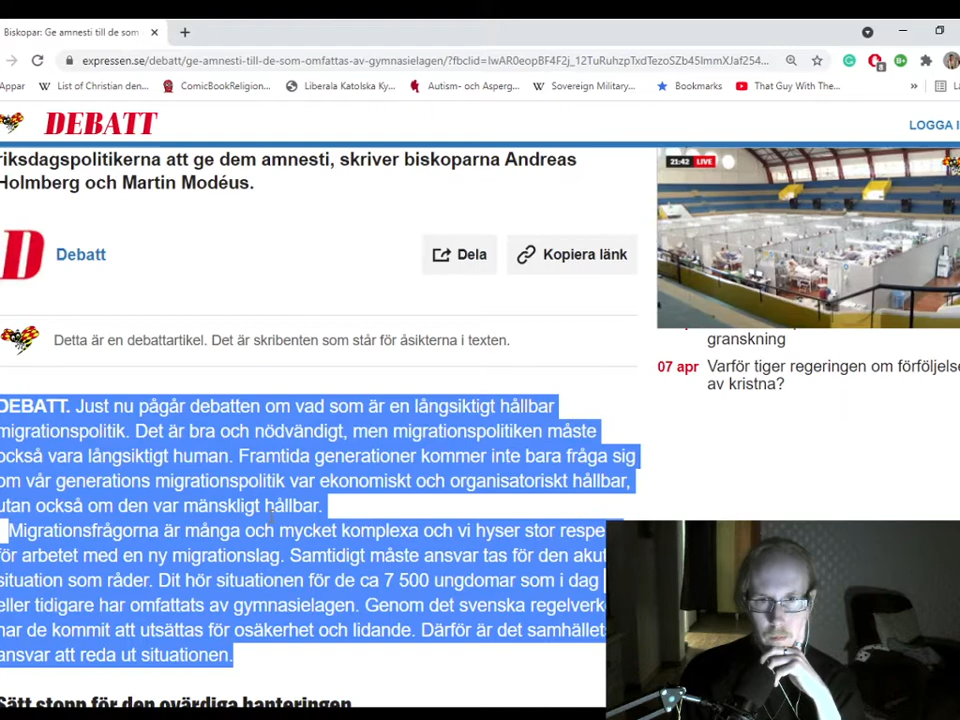 Biskopar: Ge amnesti till de som
expressen.se/debatt/ge-amnesti-till-de-som-omfattas-av-gymnasielagen/?fbclid=IwAR0eopBF4F2j_12TuRuhzpTxdTezoSZb45ImmXJaf254...
Appar
List of Christian den...
ComicBookReligion...
Liberala Katolska Ky...
Autism- och Asperg...
Sovereign Military...
Bookmarks
That Guy With The...
DEBATT
LOGGA I
riksdagspolitikerna att ge dem amnesti, skriver biskoparna Andreas
Holmberg och Martin Modéus.
21:42 LIVE
D
Debatt
Dela
Kopiera länk
Detta är en debattartikel. Det är skribenten som står för åsikterna i texten.
granskning
07 apr Varför tiger regeringen om förföljelse
av kristna?
DEBATT. Just nu pågår debatten om vad som är en långsiktigt hållbar
migrationspolitik. Det är bra och nödvändigt, men migrationspolitiken måste
också vara långsiktigt human. Framtida generationer kommer inte bara fråga sig
om vår generations migrationspolitik var ekonomiskt och organisatoriskt hållbar,
utan också om den var mänskligt hållbar.
Migrationsfrågorna är många och mycket komplexa och vi hyser stor respe
för arbetet med en ny migrationslag. Samtidigt måste ansvar tas för den akut
situation som råder. Dit hör situationen för de ca 7 500 ungdomar som i dag
eller tidigare har omfattats av gymnasielagen. Genom det svenska regelverk
har de kommit att utsättas för osäkerhet och lidande. Därför är det samhället
ansvar att reda ut situationen.
Sätt stopp för den ovärdiga hanteringen